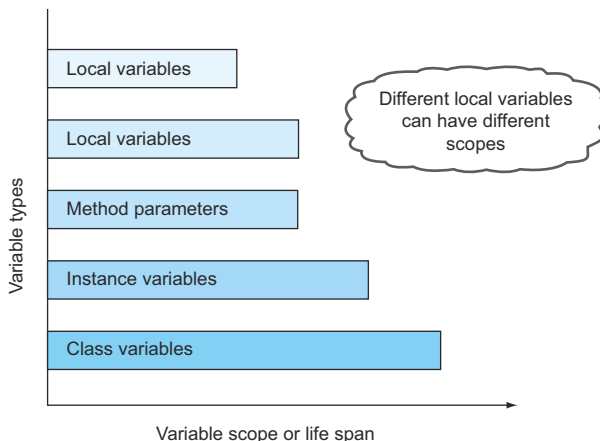 Local variables
Different local variables
can have different
scopes
Local variables
Method parameters
Instance variables
Class variables
Variable types
Variable scope or life span